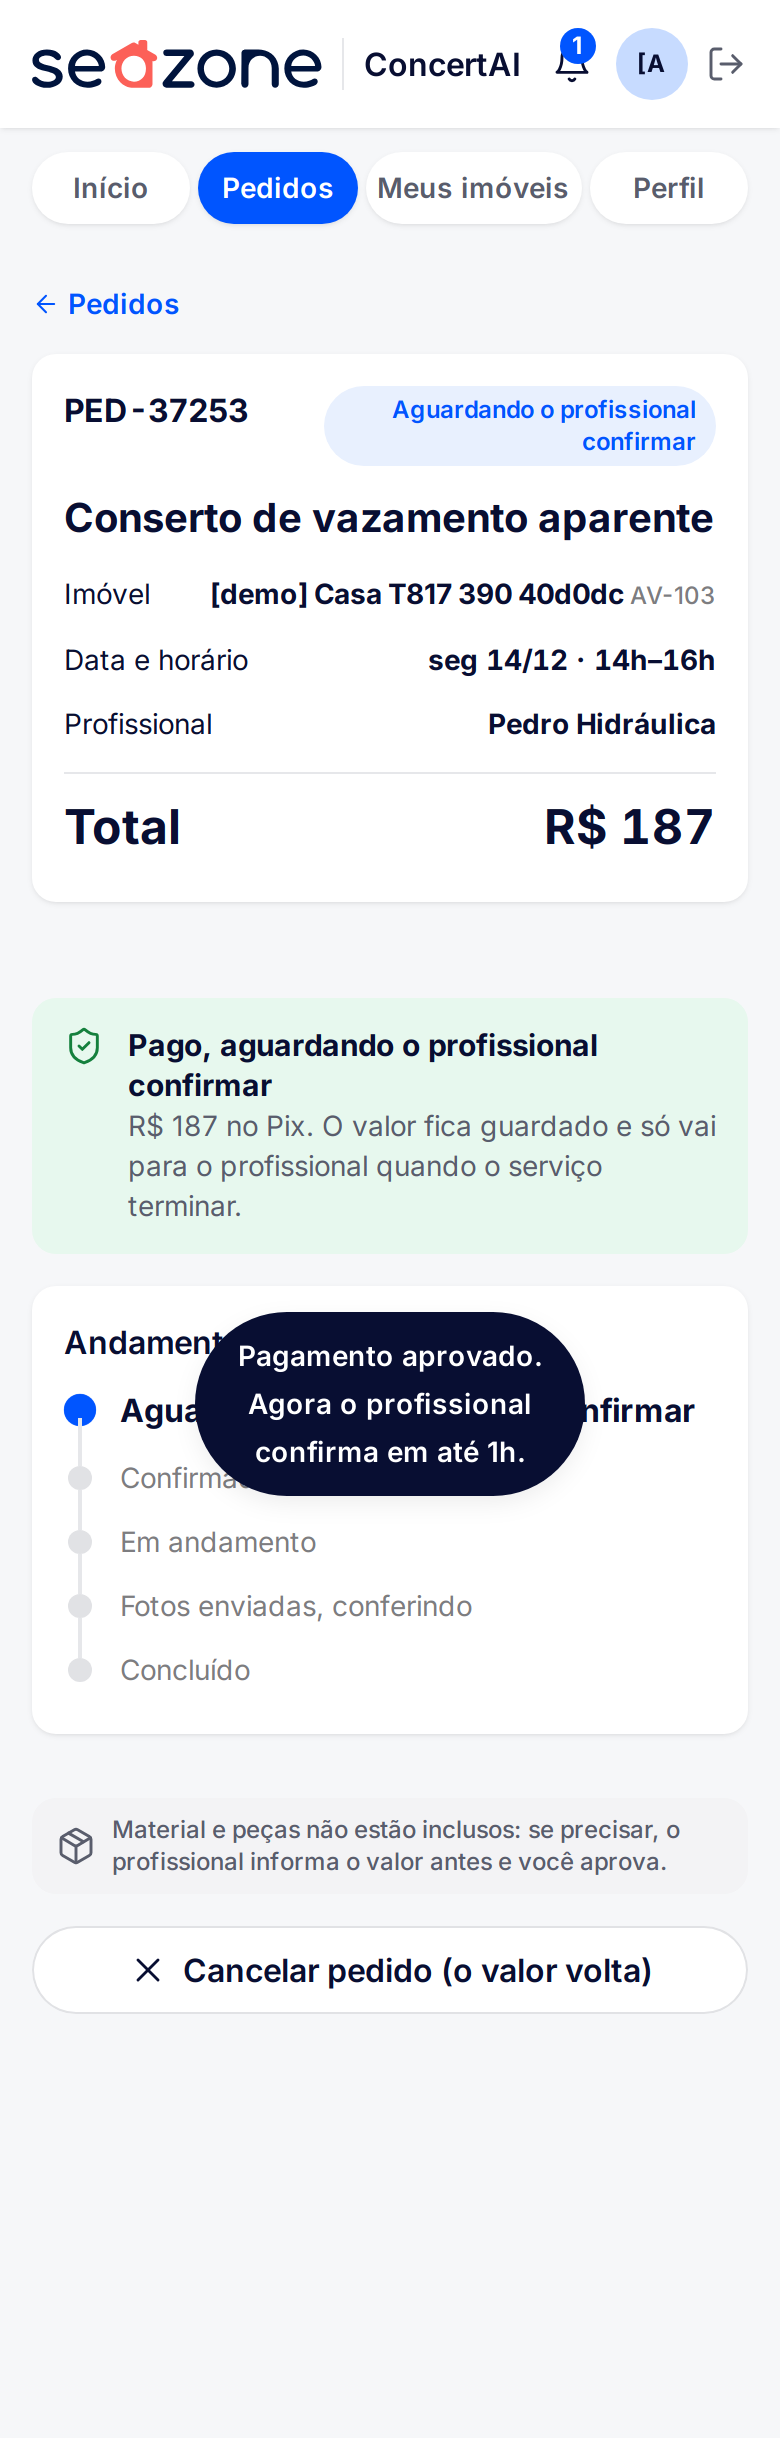 seazone
ConcertAI
1
[A
Início
Pedidos
Meus imóveis
Perfil
← Pedidos
PED-37253
Aguardando o profissional
confirmar
Conserto de vazamento aparente
Imóvel [demo] Casa T817 390 40d0dc AV-103
Data e horário seg 14/12 · 14h–16h
Profissional Pedro Hidráulica
Total R$ 187
Pago, aguardando o profissional
confirmar
R$ 187 no Pix. O valor fica guardado e só vai
para o profissional quando o serviço
terminar.
Pagamento aprovado.
Agora o profissional
confirma em até 1h.
Em andamento
Fotos enviadas, conferindo
Concluído
Material e peças não estão inclusos: se precisar, o
profissional informa o valor antes e você aprova.
Cancelar pedido (o valor volta)